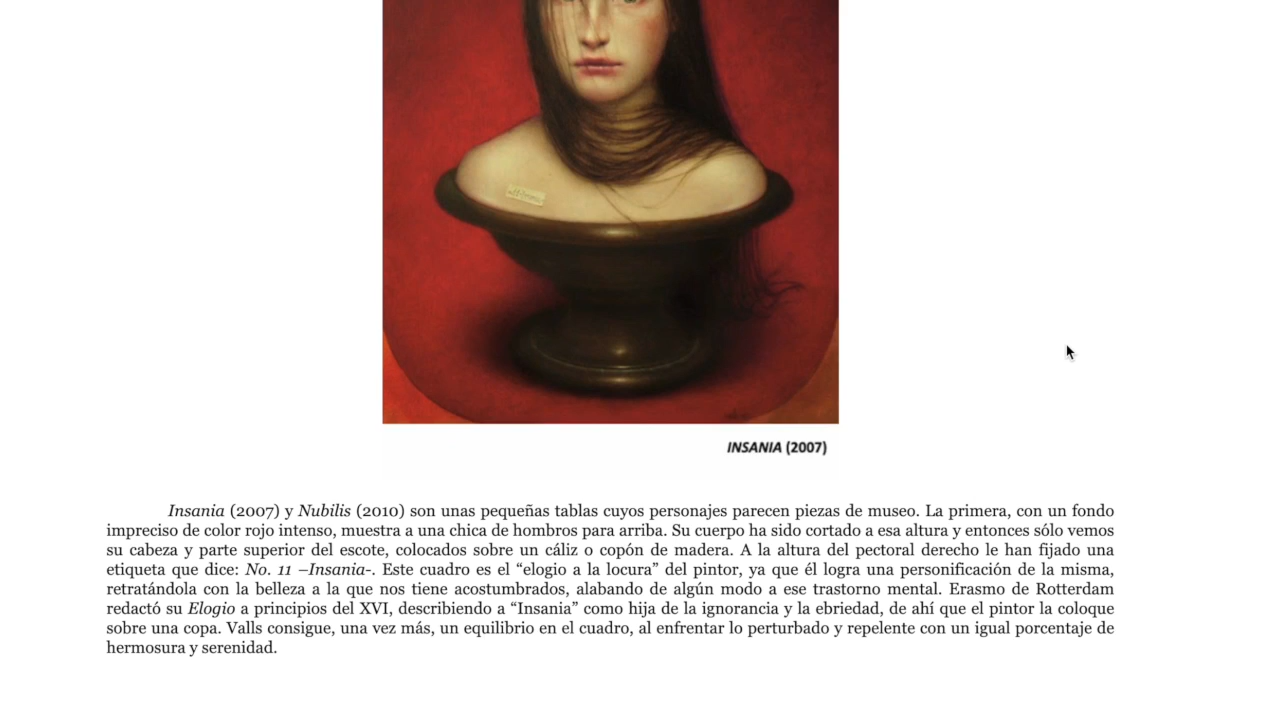 INSANIA (2007)
Insania (2007) y Nubilis (2010) son unas pequeñas tablas cuyos personajes parecen piezas de museo. La primera, con un fondo
impreciso de color rojo intenso, muestra a una chica de hombros para arriba. Su cuerpo ha sido cortado a esa altura y entonces sólo vemos
su cabeza y parte superior del escote, colocados sobre un cáliz o copón de madera. A la altura del pectoral derecho le han fijado una
etiqueta que dice: No. 11 –Insania-. Este cuadro es el “elogio a la locura” del pintor, ya que él logra una personificación de la misma,
retratándola con la belleza a la que nos tiene acostumbrados, alabando de algún modo a ese trastorno mental. Erasmo de Rotterdam
redactó su Elogio a principios del XVI, describiendo a “Insania” como hija de la ignorancia y la ebriedad, de ahí que el pintor la coloque
sobre una copa. Valls consigue, una vez más, un equilibrio en el cuadro, al enfrentar lo perturbado y repelente con un igual porcentaje de
hermosura y serenidad.